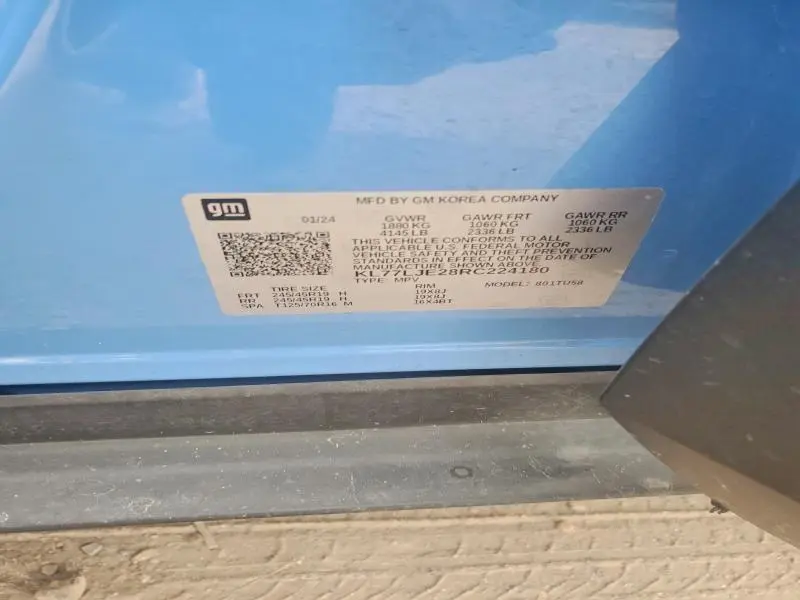 gm
MFD BY GM KOREA COMPANY
01/24 GVWR GAWR FRT GAWR RR
1880 KG 1060 KG 1060 KG
4145 LB 2336 LB 2336 LB
THIS VEHICLE CONFORMS TO ALL
APPLICABLE U.S. FEDERAL MOTOR
VEHICLE SAFETY AND THEFT PREVENTION
STANDARDS IN EFFECT ON THE DATE OF
MANUFACTURE SHOWN ABOVE
KL77LJE28RC224180
TYPE: MPV MODEL: 801TU58
TIRE SIZE RIM
FRT 245/45R19 H 19X8J
RR 245/45R19 H 19X8J
SPA T125/70R16 M 16X4BT